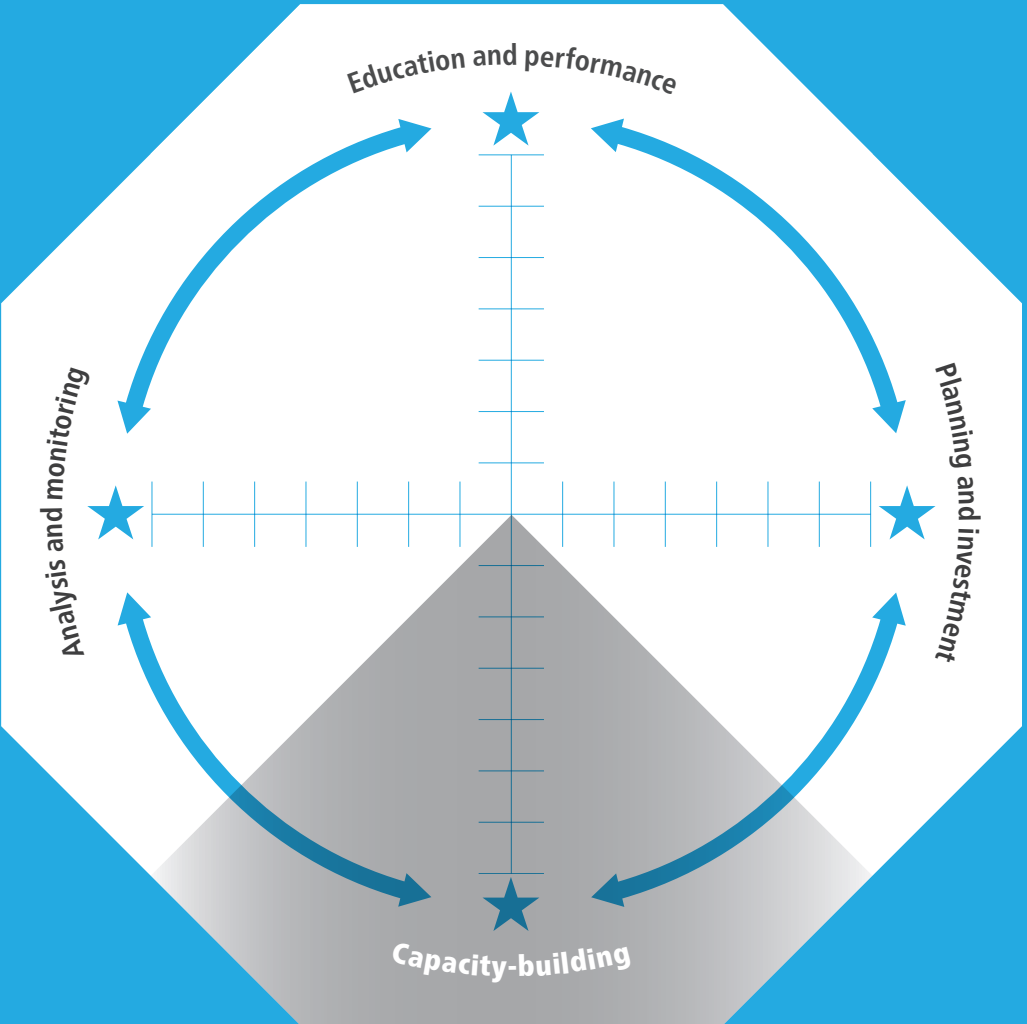 Education and performance
Analysis and monitoring
Planning and investment
Capacity-building